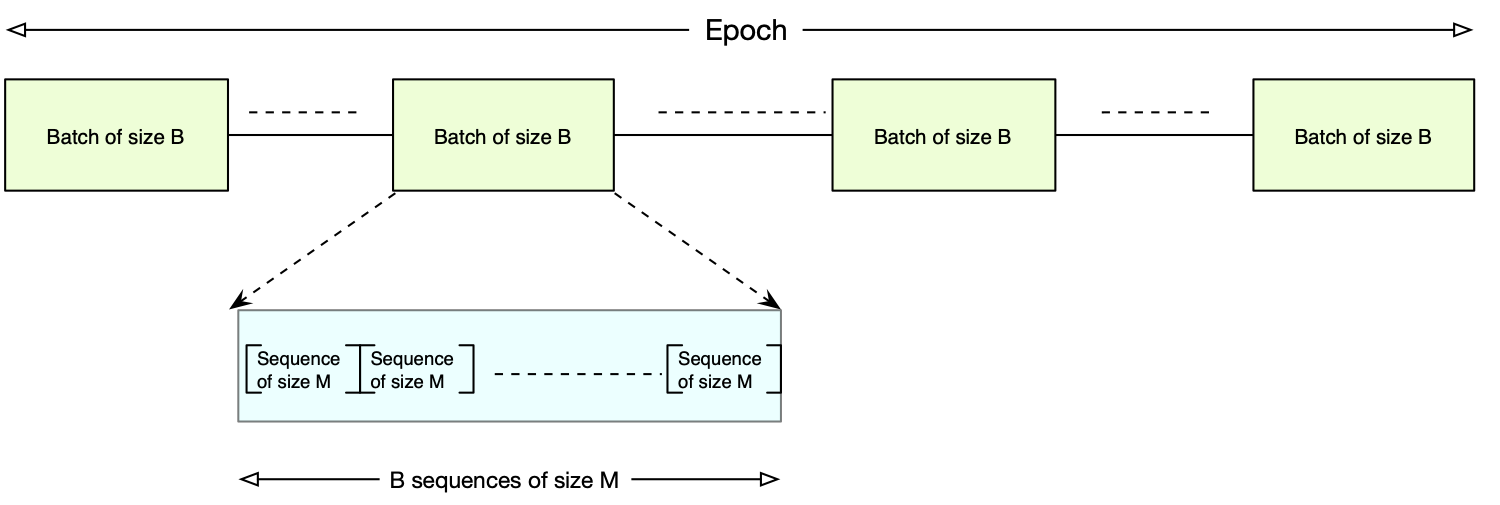 Epoch
Batch of size B
Batch of size B
Batch of size B
Batch of size B
Sequence
of size M
Sequence
of size M
Sequence
of size M
B sequences of size M